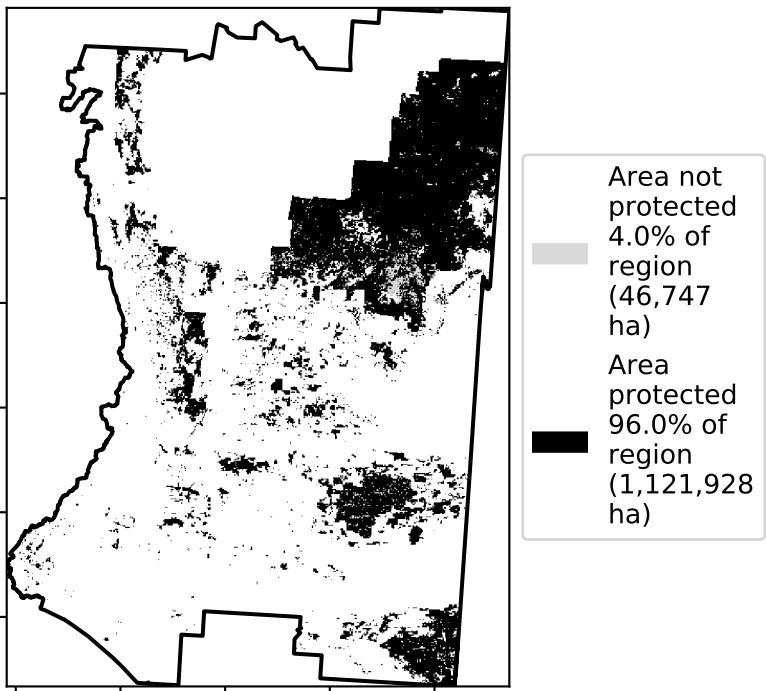 Area not
protected
4.0% of
region
(46,747
ha)
Area
protected
96.0% of
region
(1,121,928
ha)